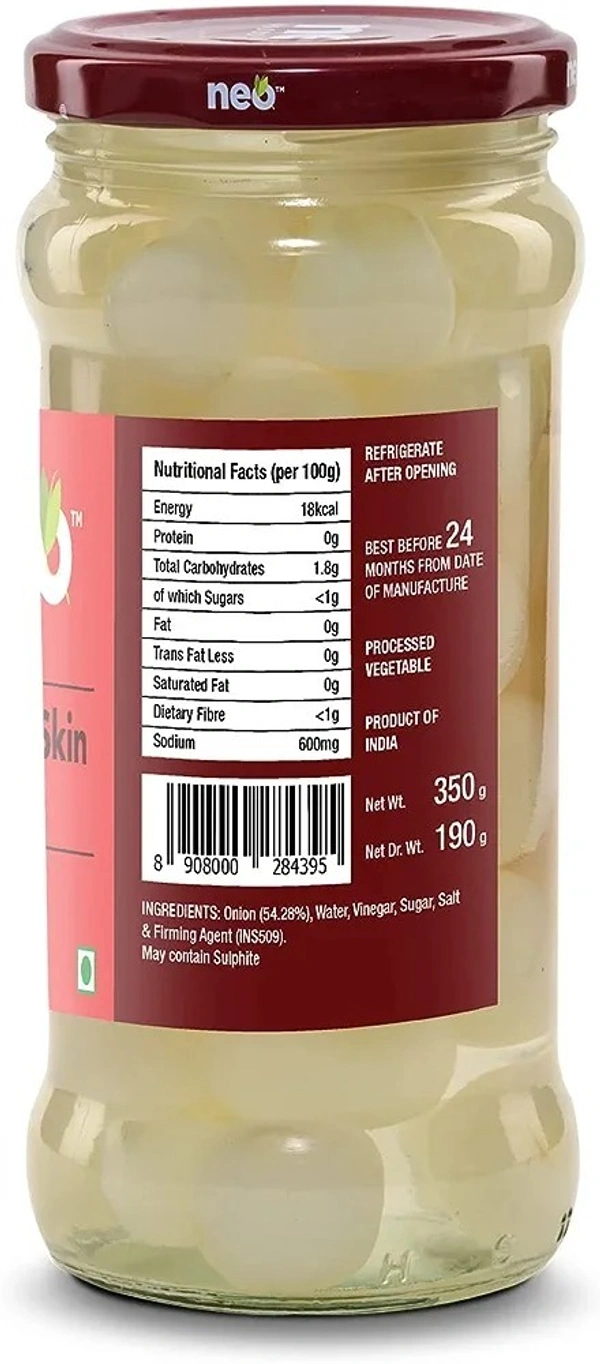 neo™
TM
Skin
Nutritional Facts (per 100g)
Energy 18kcal
Protein 0g
Total Carbohydrates 1.8g
of which Sugars <1g
Fat 0g
Trans Fat Less 0g
Saturated Fat 0g
Dietary Fibre <1g
Sodium 600mg
REFRIGERATE
AFTER OPENING
BEST BEFORE 24
MONTHS FROM DATE
OF MANUFACTURE
PROCESSED
VEGETABLE
PRODUCT OF
INDIA
Net Wt. 350 g
Net Dr. Wt. 190 g
8 908000 284395
INGREDIENTS: Onion (54.28%), Water, Vinegar, Sugar, Salt
& Firming Agent (INS509).
May contain Sulphite